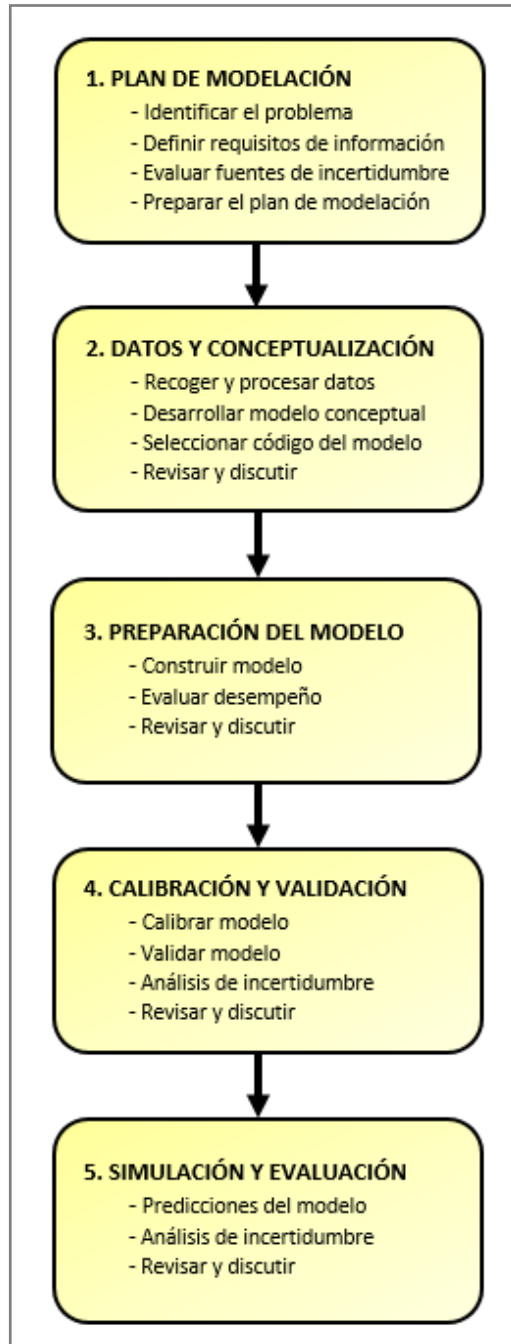 1. PLAN DE MODELACIÓN
- Identificar el problema
- Definir requisitos de información
- Evaluar fuentes de incertidumbre
- Preparar el plan de modelación
2. DATOS Y CONCEPTUALIZACIÓN
- Recoger y procesar datos
- Desarrollar modelo conceptual
- Seleccionar código del modelo
- Revisar y discutir
3. PREPARACIÓN DEL MODELO
- Construir modelo
- Evaluar desempeño
- Revisar y discutir
4. CALIBRACIÓN Y VALIDACIÓN
- Calibrar modelo
- Validar modelo
- Análisis de incertidumbre
- Revisar y discutir
5. SIMULACIÓN Y EVALUACIÓN
- Predicciones del modelo
- Análisis de incertidumbre
- Revisar y discutir